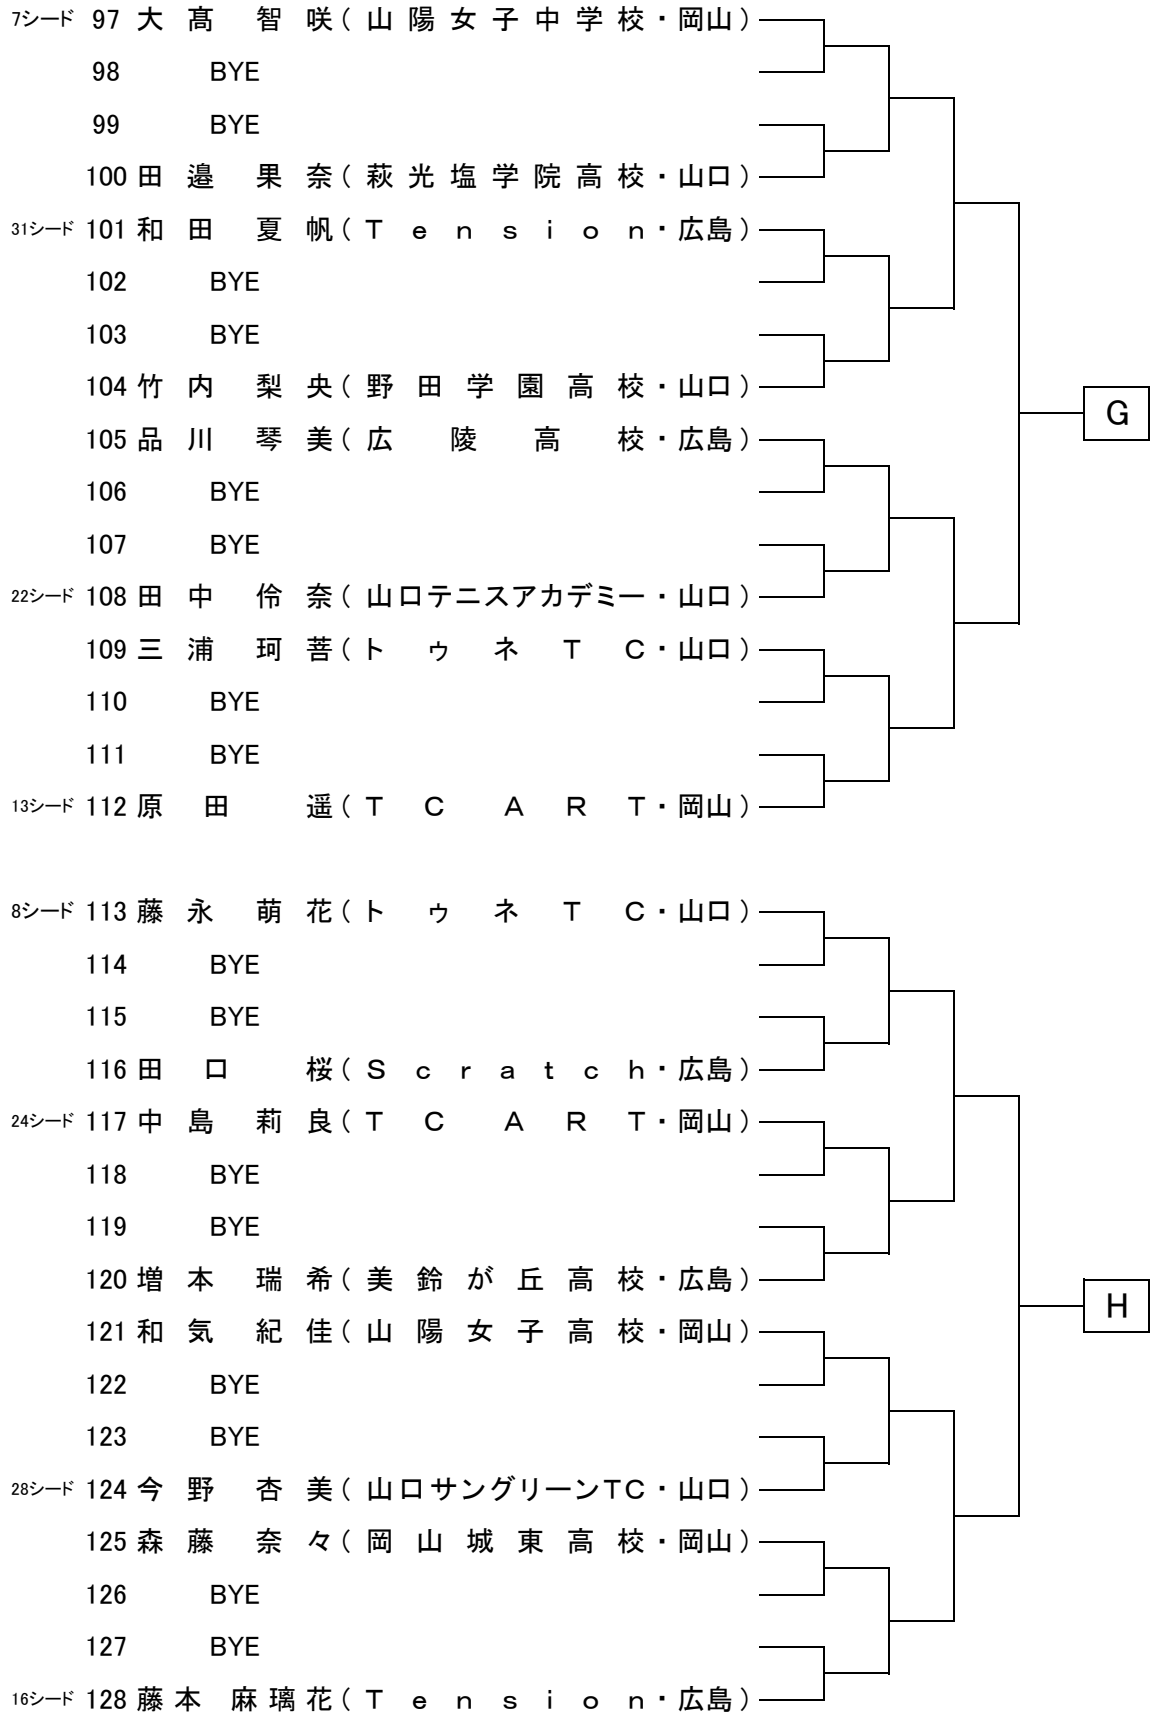 7シード 97 大髙 智咲(山陽女子中学校・岡山)
98 BYE
99 BYE
100 田邉 果奈(萩光塩学院高校・山口)
31シード 101 和田 夏帆(Tension・広島)
102 BYE
103 BYE
104 竹内 梨央(野田学園高校・山口)
G
105 品川 琴美(広陵高校・広島)
106 BYE
107 BYE
22シード 108 田中 伶奈(山口テニスアカデミー・山口)
109 三浦 珂菩(トゥネTC・山口)
110 BYE
111 BYE
13シード 112 原田 遥(TC ART・岡山)
8シード 113 藤永 萌花(トゥネTC・山口)
114 BYE
115 BYE
116 田口 桜(Scratch・広島)
24シード 117 中島 莉良(TC ART・岡山)
118 BYE
119 BYE
120 増本 瑞希(美鈴が丘高校・広島)
H
121 和気 紀佳(山陽女子高校・岡山)
122 BYE
123 BYE
28シード 124 今野 杏美(山口サングリーンTC・山口)
125 森藤 奈々(岡山城東高校・岡山)
126 BYE
127 BYE
16シード 128 藤本 麻璃花(Tension・広島)